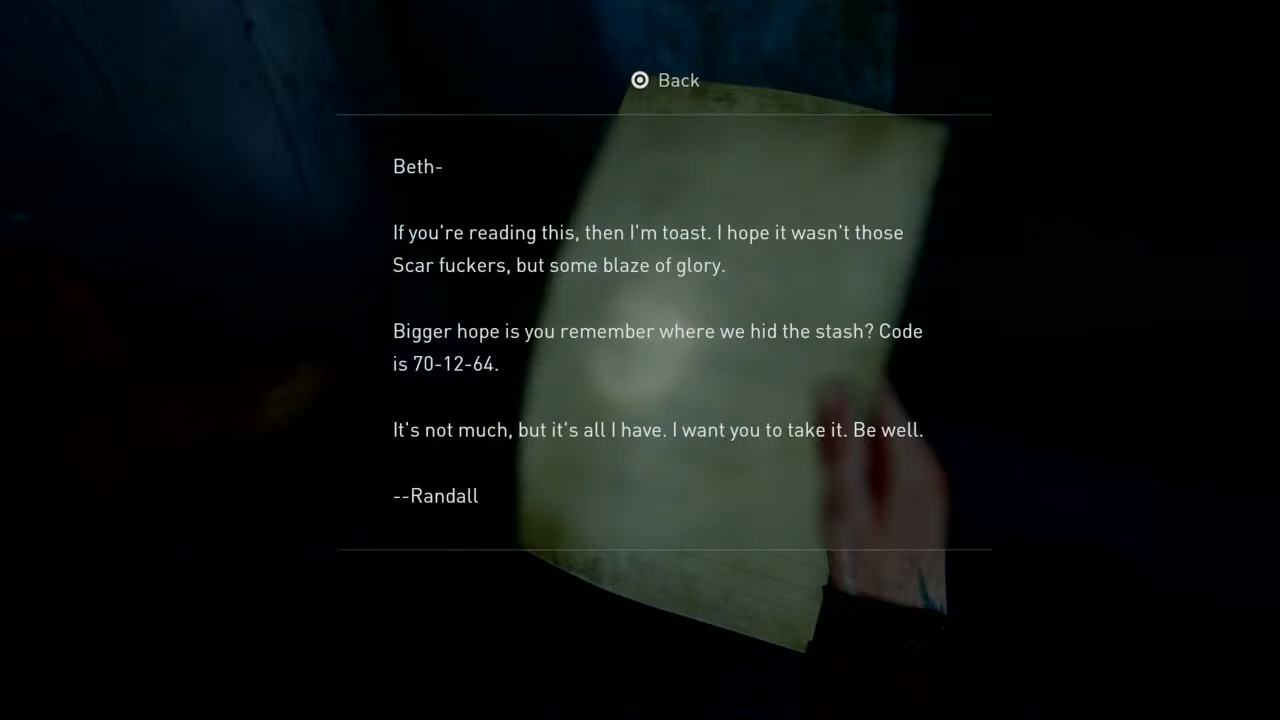 Back
Beth-
If you're reading this, then I'm toast. I hope it wasn't those
Scar fuckers, but some blaze of glory.
Bigger hope is you remember where we hid the stash? Code
is 70-12-64.
It's not much, but it's all I have. I want you to take it. Be well.
--Randall